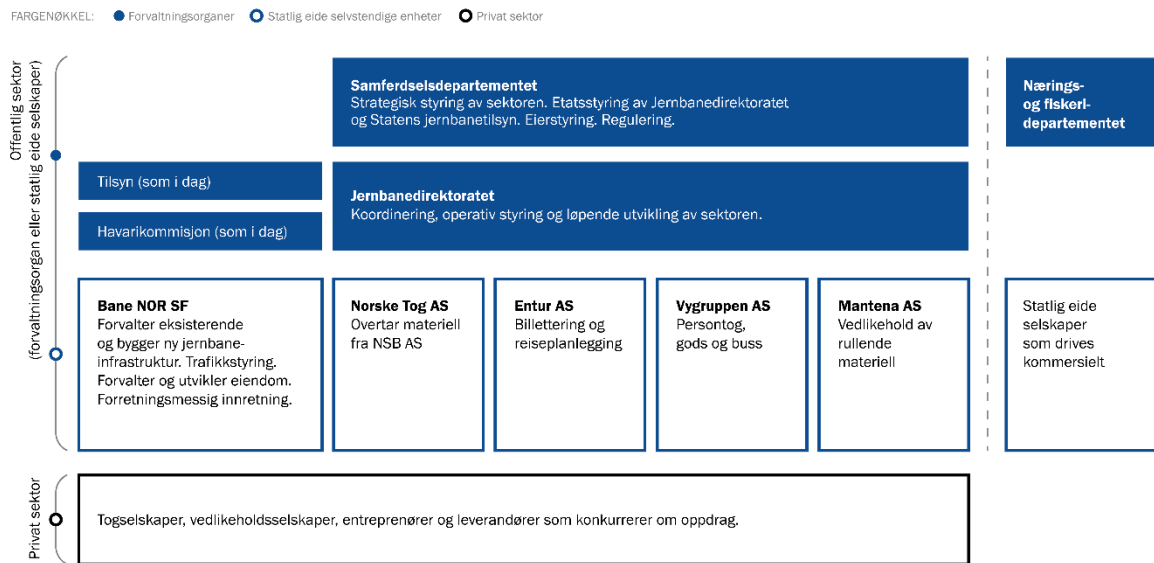 FARGENØKKEL: Forvaltningsorganer Statlig eide selvstendige enheter Privat sektor
Offentlig sektor
(forvaltningsorgan eller statlig eide selskaper)
Samferdselsdepartementet
Strategisk styring av sektoren. Etatsstyring av Jernbanedirektoratet
og Statens jernbanetilsyn. Eierstyring. Regulering.
Nærings-
og fiskeri-
departementet
Tilsyn (som i dag)
Havarikommisjon (som i dag)
Jernbanedirektoratet
Koordinering, operativ styring og løpende utvikling av sektoren.
Bane NOR SF
Forvalter eksisterende
og bygger ny jernbane-
infrastruktur. Trafikkstyring.
Forvalter og utvikler eiendom.
Forretningsmessig innretning.
Norske Tog AS
Overtar materiell
fra NSB AS
Entur AS
Billettering og
reiseplanlegging
Vygruppen AS
Persontog,
gods og buss
Mantena AS
Vedlikehold av
rullende
materiell
Statlig eide
selskaper
som drives
kommersielt
Privat sektor
Togselskaper, vedlikeholdsselskaper, entreprenører og leverandører som konkurrerer om oppdrag.